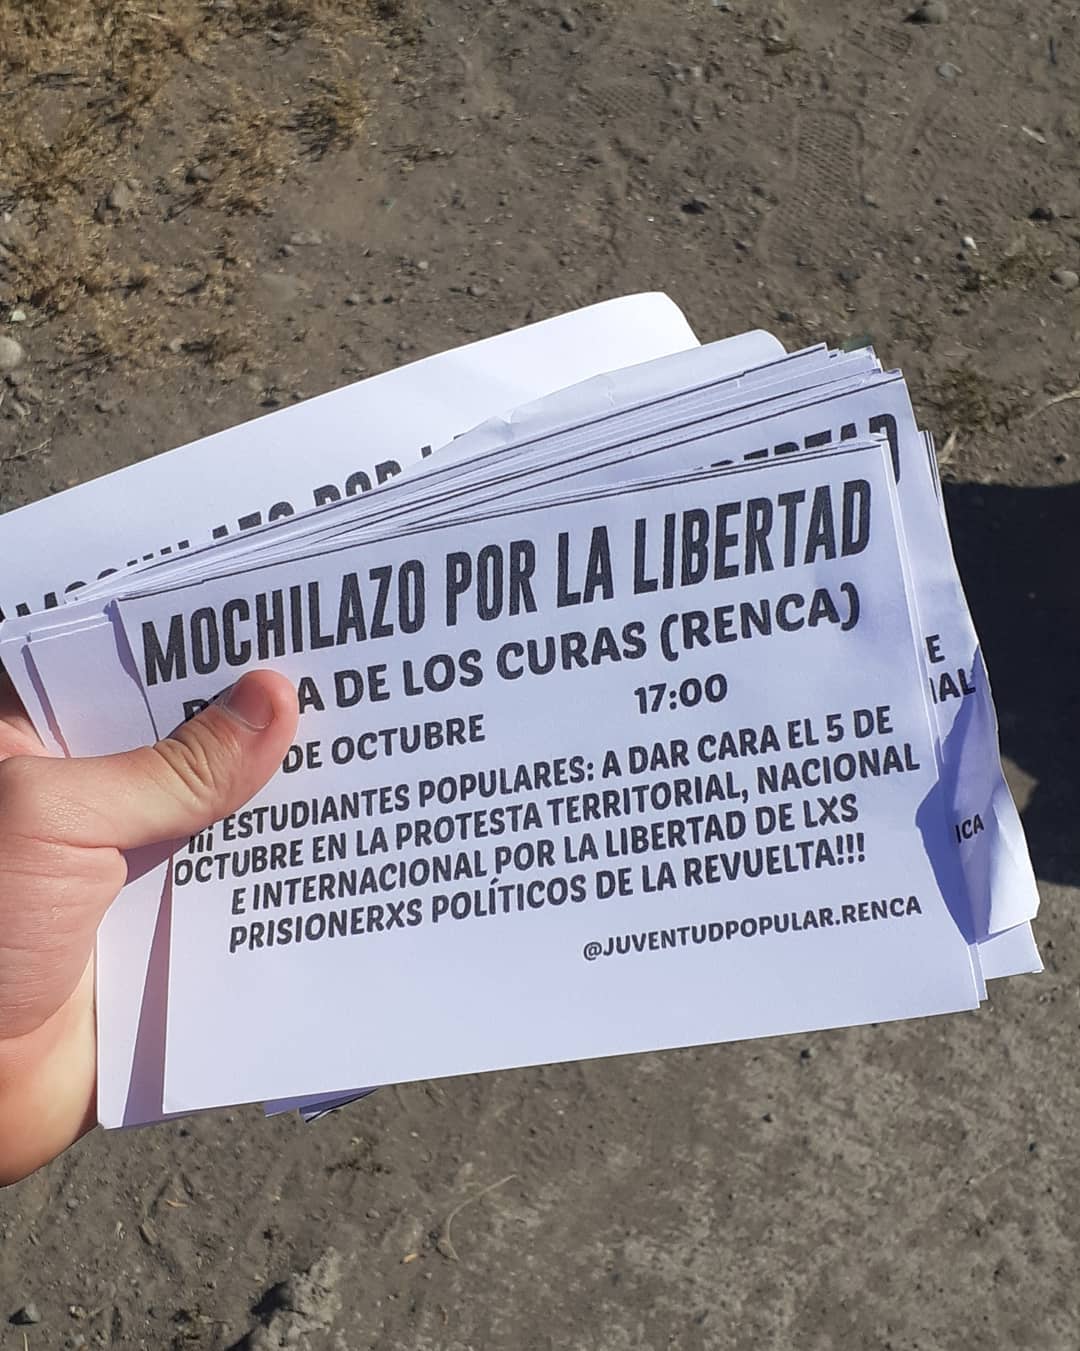 MOCHILAZO POR LA LIBERTAD
DE LOS CURAS (RENCA)
DE OCTUBRE 17:00
¡¡¡ ESTUDIANTES POPULARES: A DAR CARA EL 5 DE
OCTUBRE EN LA PROTESTA TERRITORIAL, NACIONAL
E INTERNACIONAL POR LA LIBERTAD DE LXS
PRISIONERXS POLÍTICOS DE LA REVUELTA!!!
@JUVENTUDPOPULAR.RENCA